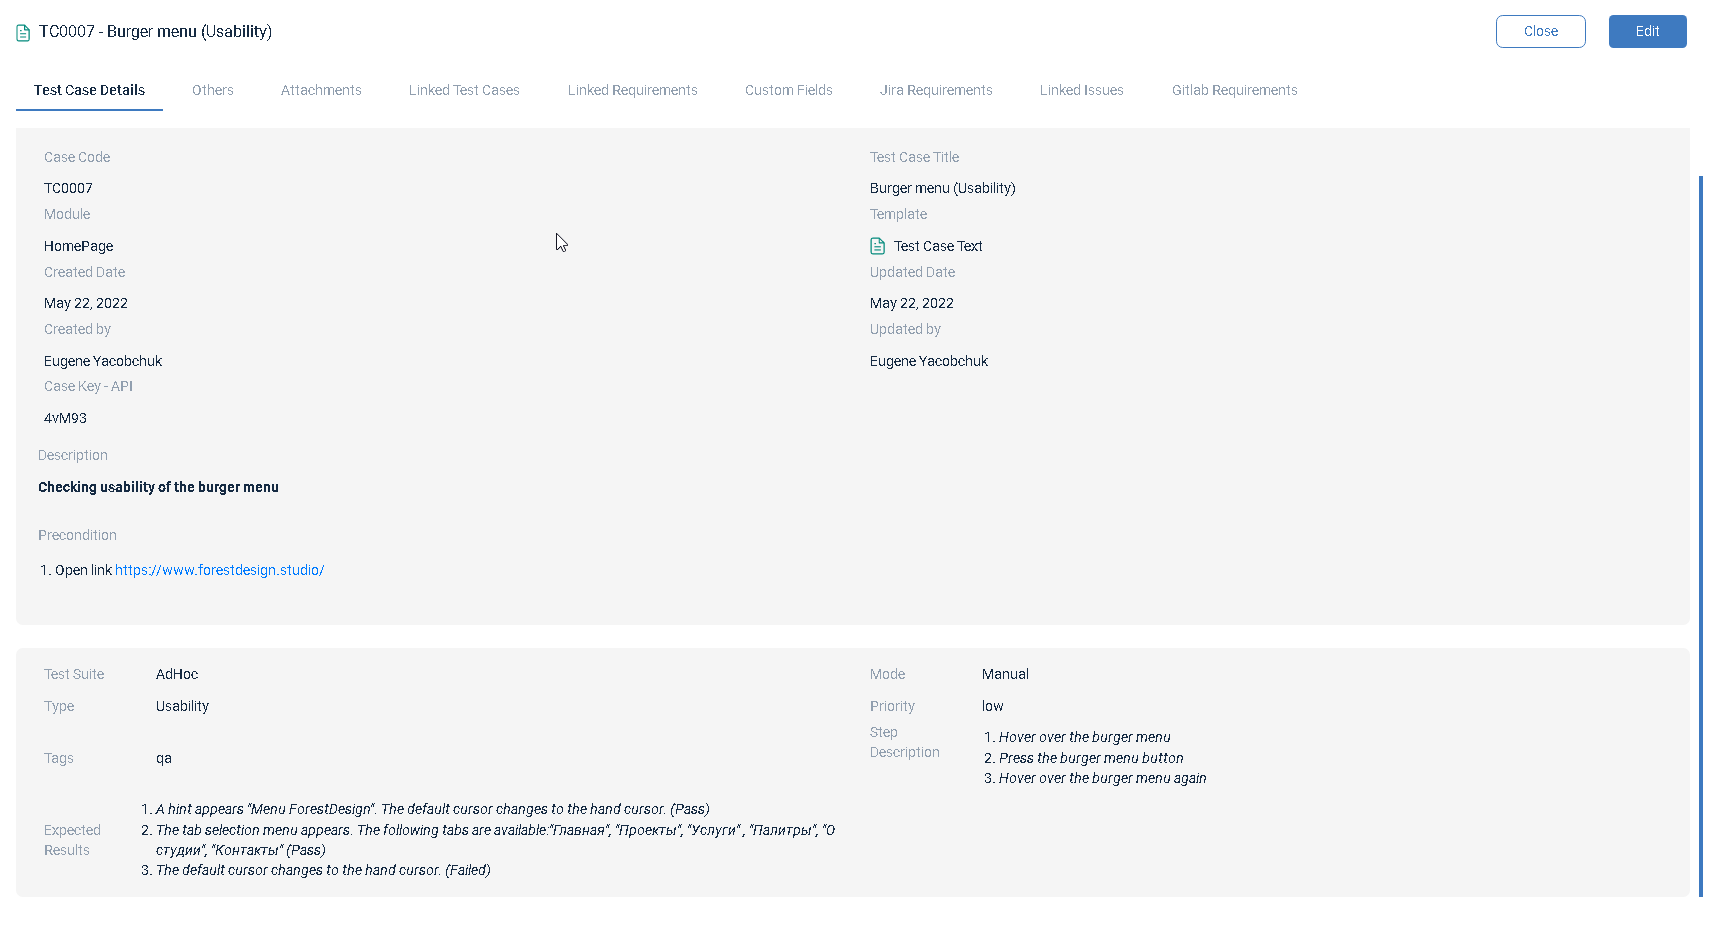 TC0007 - Burger menu (Usability)
Close
Edit
Test Case Details
Others
Attachments
Linked Test Cases
Linked Requirements
Custom Fields
Jira Requirements
Linked Issues
Gitlab Requirements
Case Code
Test Case Title
TC0007
Burger menu (Usability)
Module
Template
HomePage
Test Case Text
Created Date
Updated Date
May 22, 2022
May 22, 2022
Created by
Updated by
Eugene Yacobchuk
Eugene Yacobchuk
Case Key - API
4vM93
Description
Checking usability of the burger menu
Precondition
1. Open link https://www.forestdesign.studio/
Test Suite
AdHoc
Mode
Manual
Type
Usability
Priority
low
Tags
qa
Step
Description
1. Hover over the burger menu
2. Press the burger menu button
3. Hover over the burger menu again
Expected
Results
1. A hint appears "Menu ForestDesign". The default cursor changes to the hand cursor. (Pass)
2. The tab selection menu appears. The following tabs are available:"Главная", "Проекты", "Услуги" , "Палитры", "О
студии", "Контакты" (Pass)
3. The default cursor changes to the hand cursor. (Failed)